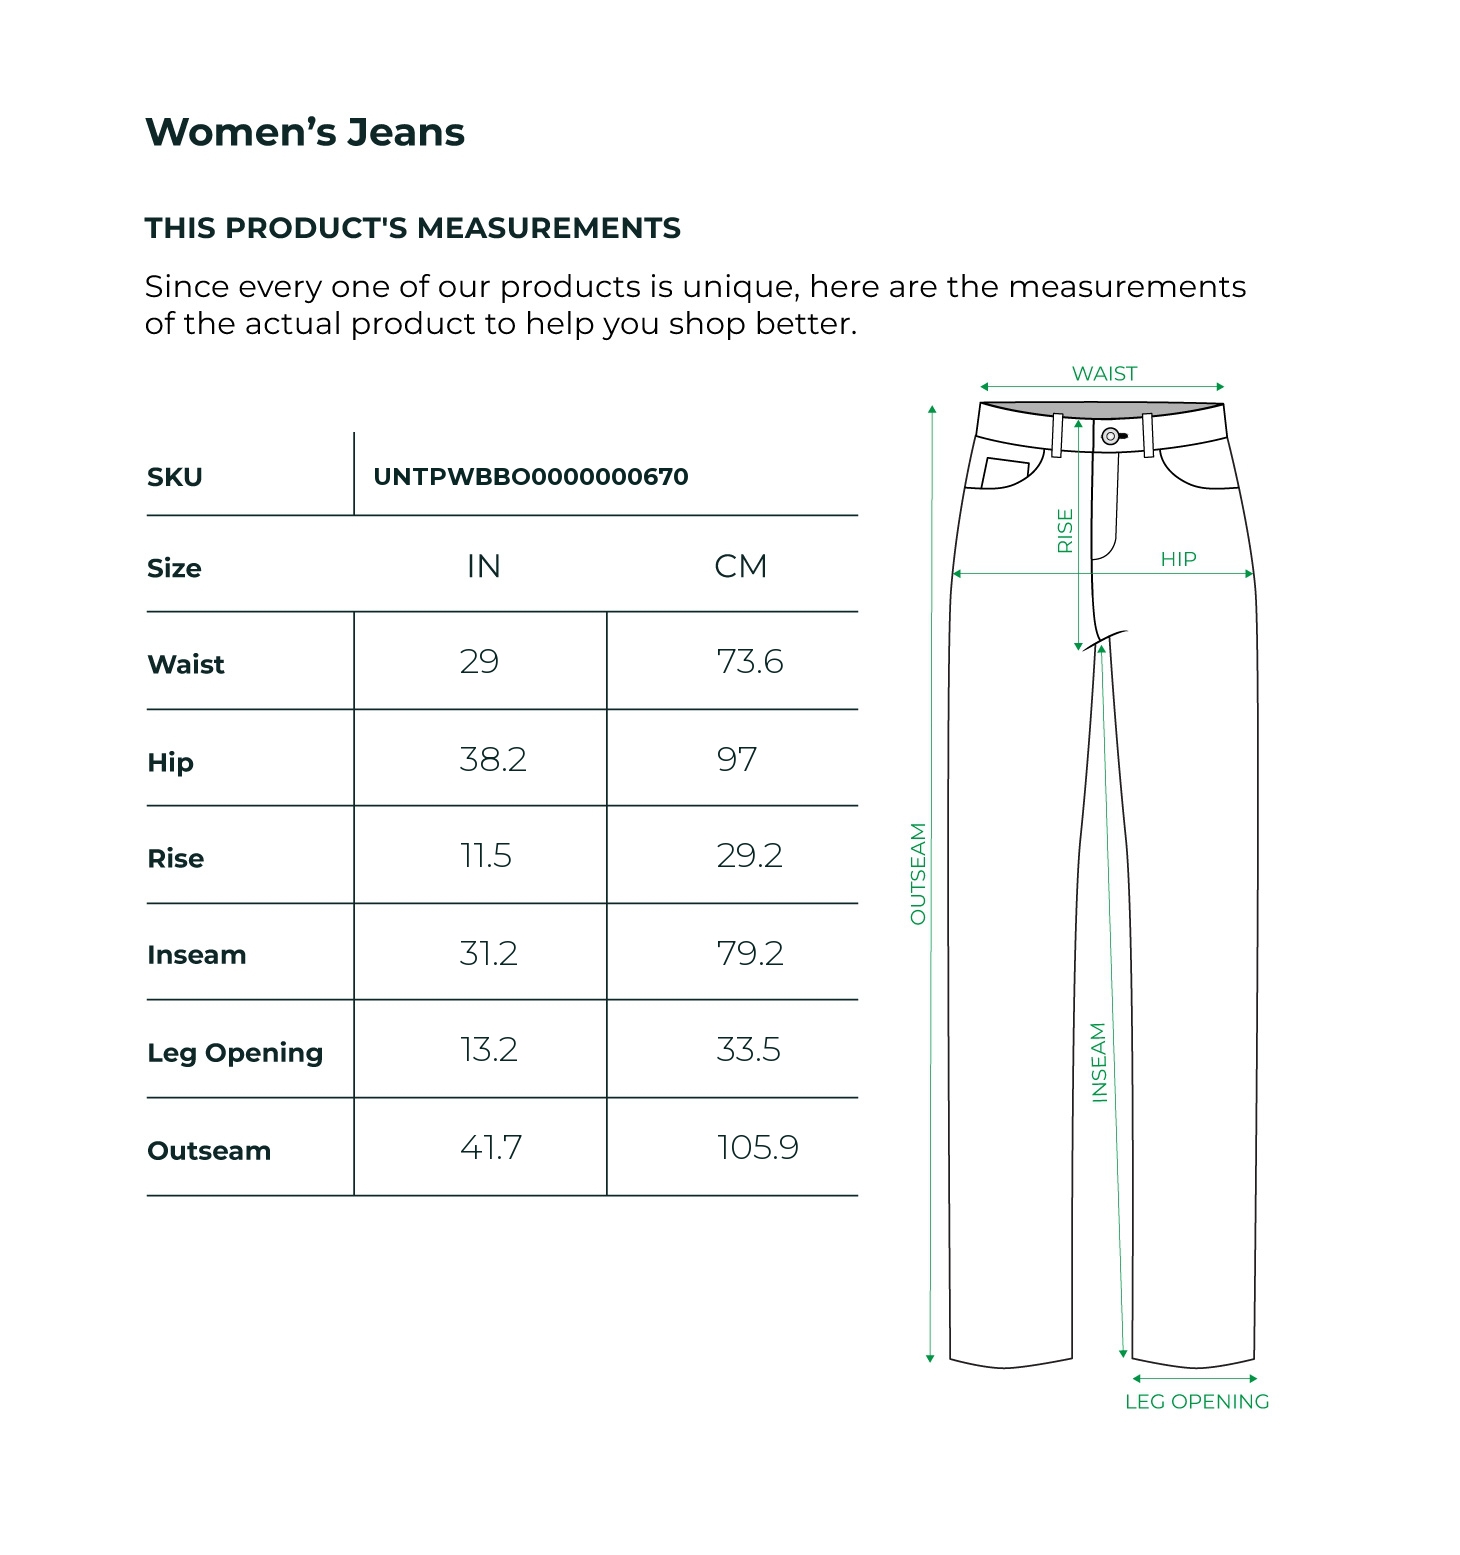 Women’s Jeans
THIS PRODUCT'S MEASUREMENTS
Since every one of our products is unique, here are the measurements
of the actual product to help you shop better.
SKU UNTPWBBO0000000670
Size IN CM
Waist 29 73.6
Hip 38.2 97
Rise 11.5 29.2
Inseam 31.2 79.2
Leg Opening 13.2 33.5
Outseam 41.7 105.9
WAIST
RISE
HIP
OUTSEAM
INSEAM
LEG OPENING